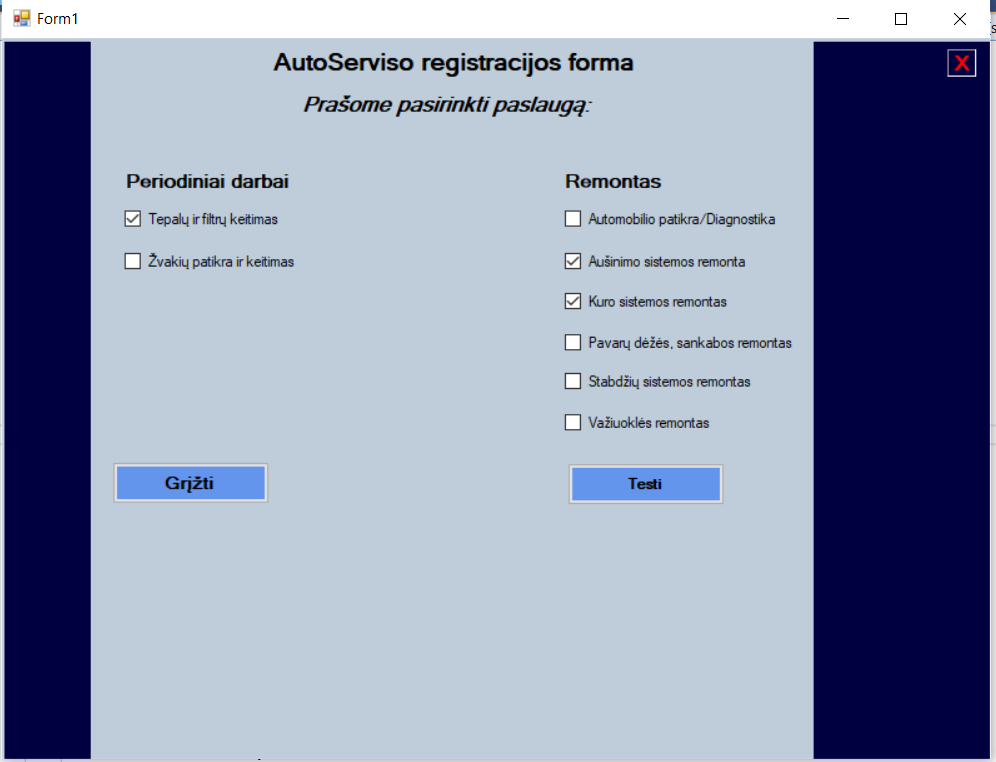 Form1
AutoServiso registracijos forma
X
Prašome pasirinkti paslaugą:
Periodiniai darbai
Tepalų ir filtrų keitimas
Žvakių patikra ir keitimas
Remontas
Automobilio patikra/Diagnostika
Aušinimo sistemos remonta
Kuro sistemos remontas
Pavarų dėžės, sankabos remontas
Stabdžių sistemos remontas
Važiuoklės remontas
Grįžti
Testi